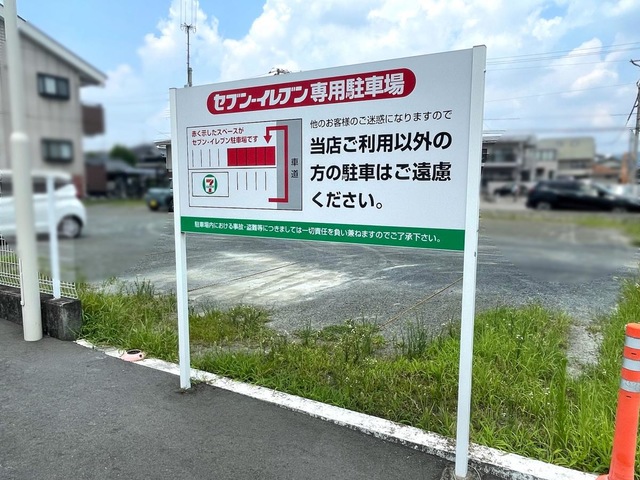 セブン-イレブン専用駐車場
赤く示したスペースが
セブン-イレブン駐車場です
車道
他のお客様のご迷惑になりますので
当店ご利用以外の
方の駐車はご遠慮
ください。
駐車場内における事故・盗難等につきましては一切責任を負い兼ねますのでご了承下さい。